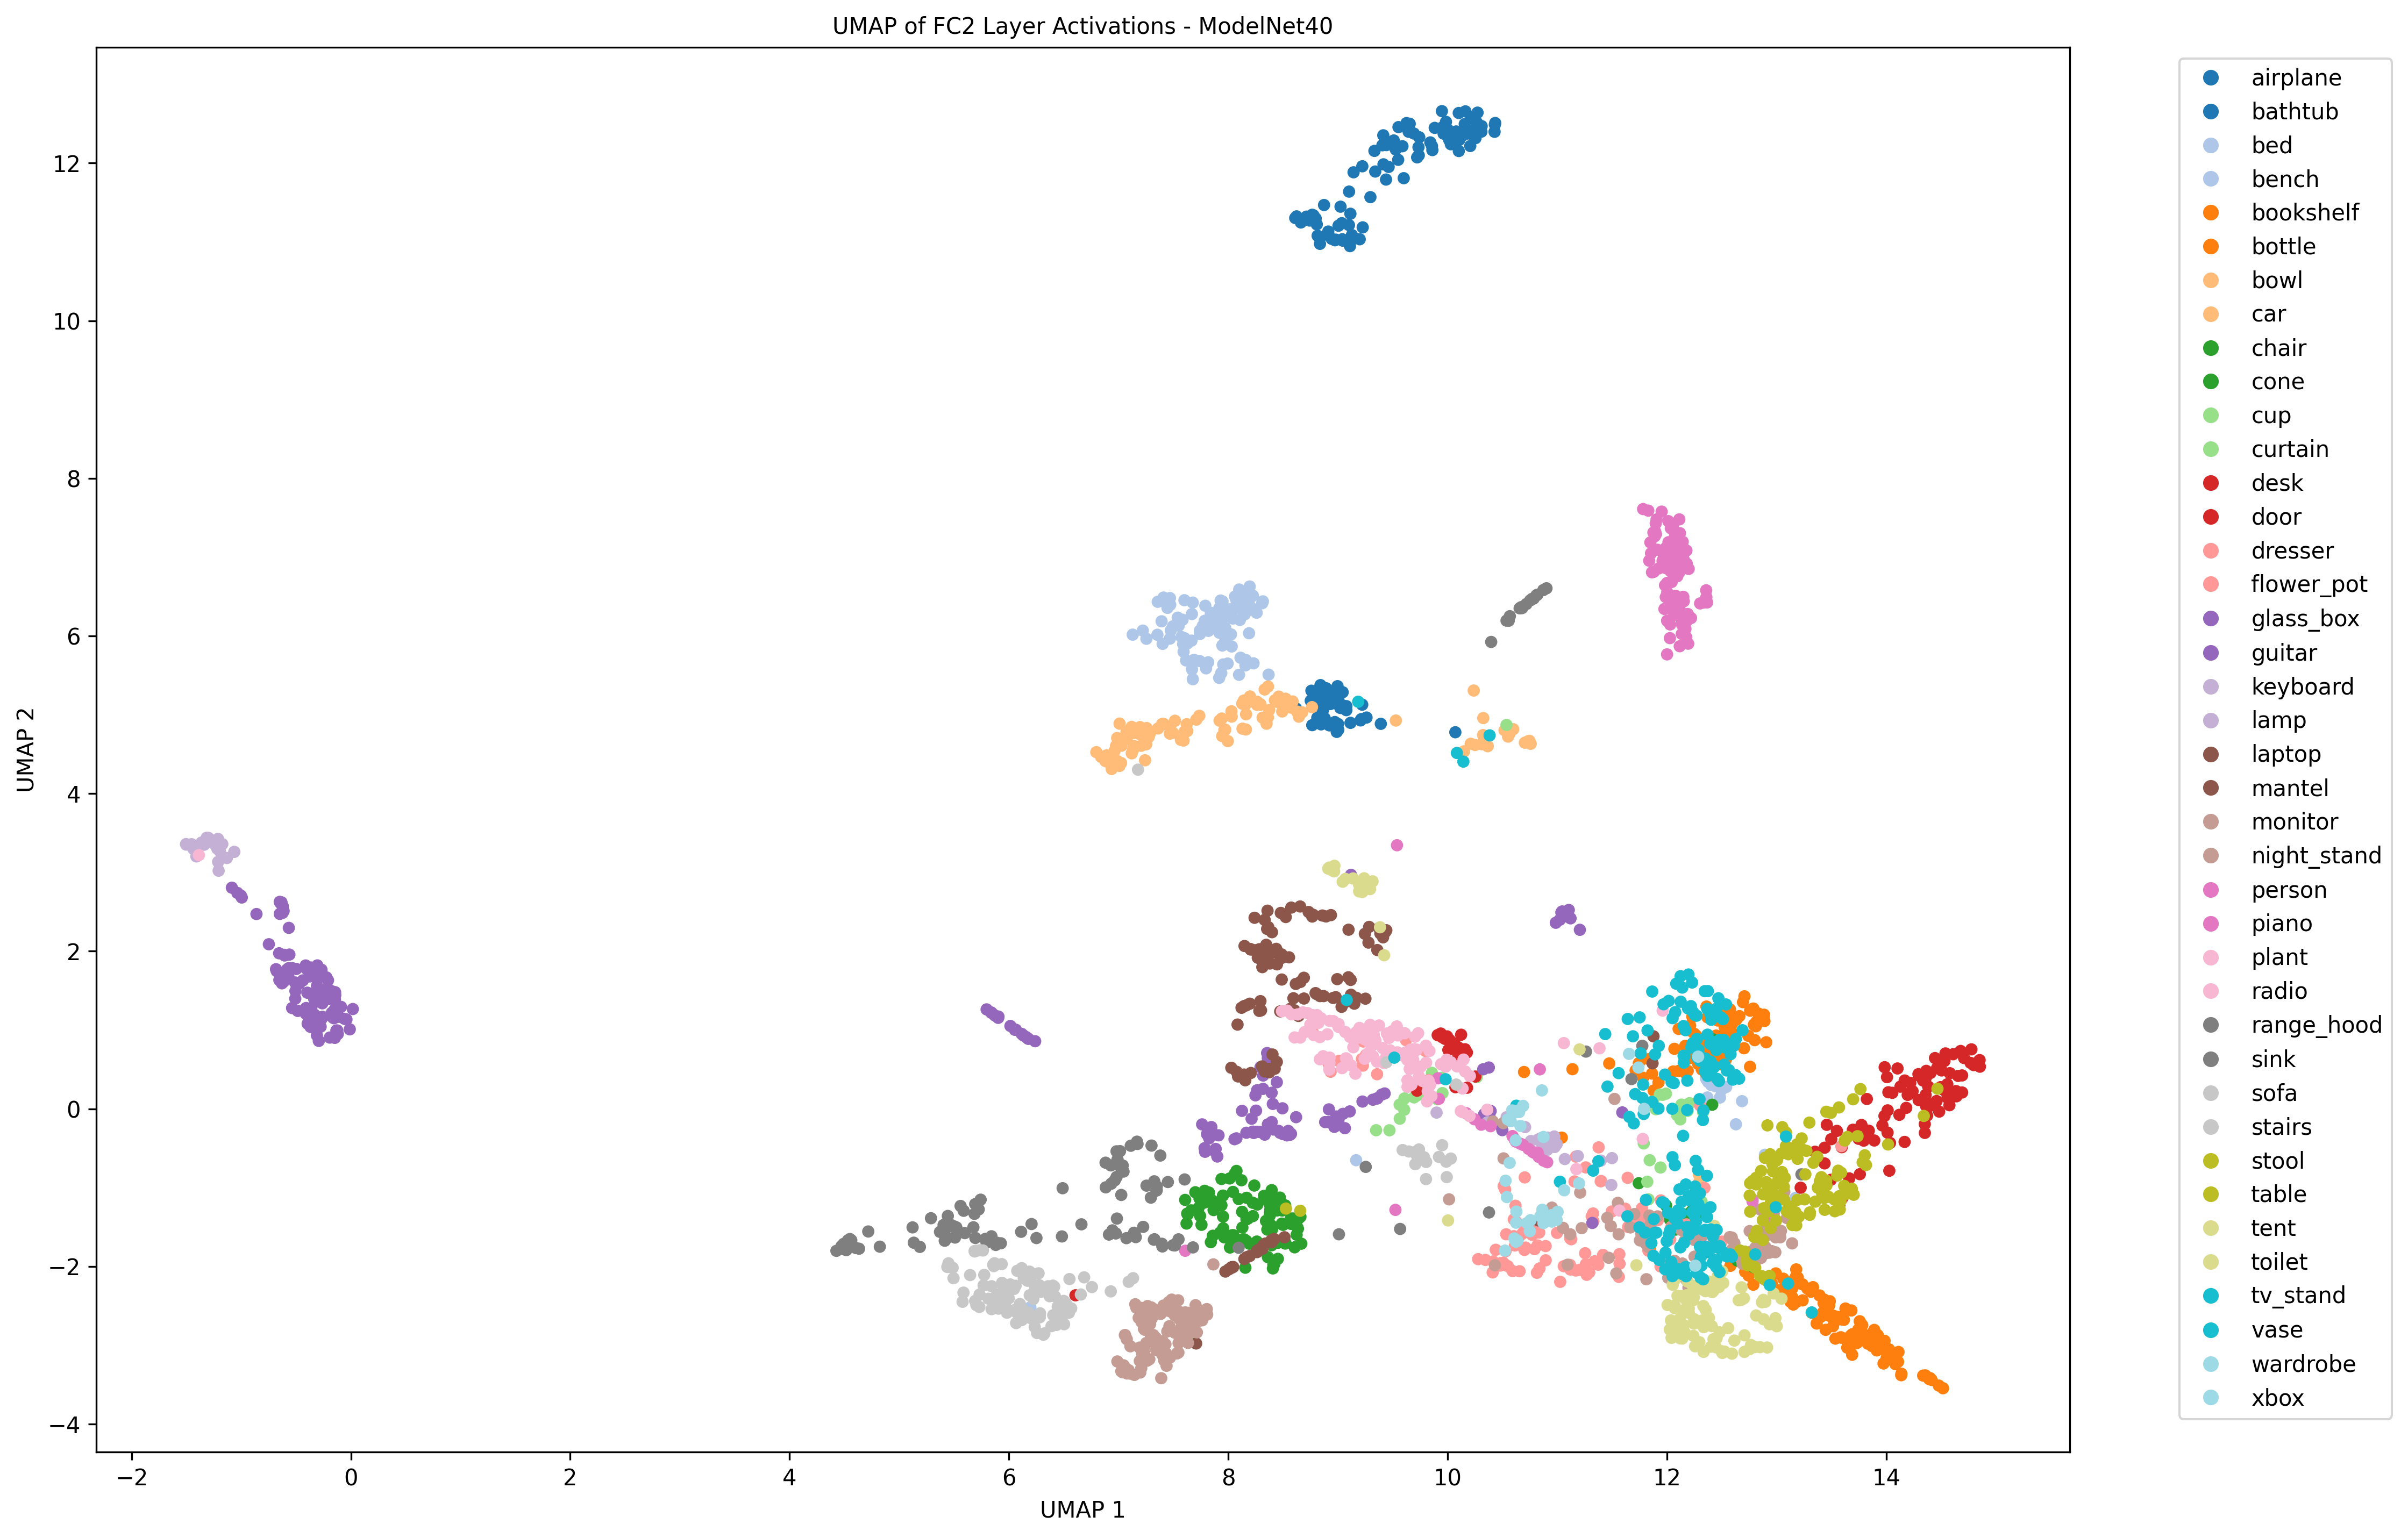 UMAP of FC2 Layer Activations - ModelNet40
UMAP 2
12
10
8
6
4
2
0
−2
−4
−2
0
2
4
6
8
10
12
14
UMAP 1
airplane
bathtub
bed
bench
bookshelf
bottle
bowl
car
chair
cone
cup
curtain
desk
door
dresser
flower_pot
glass_box
guitar
keyboard
lamp
laptop
mantel
monitor
night_stand
person
piano
plant
radio
range_hood
sink
sofa
stairs
stool
table
tent
toilet
tv_stand
vase
wardrobe
xbox